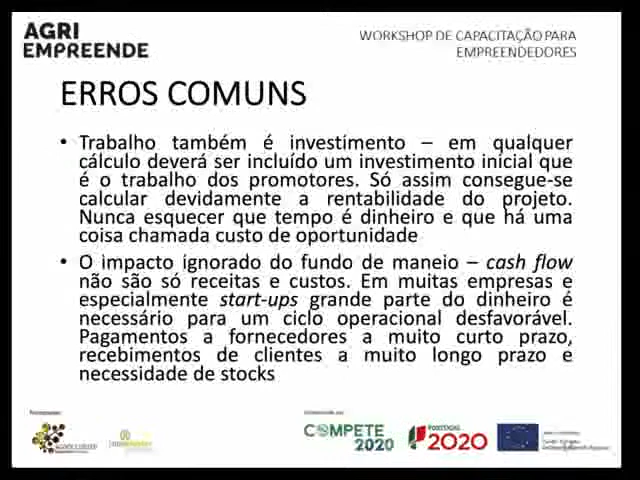 AGRI
EMPREENDE
WORKSHOP DE CAPACITAÇÃO PARA
EMPREENDEDORES
ERROS COMUNS
• Trabalho também é investimento – em qualquer
cálculo deverá ser incluído um investimento inicial que
é o trabalho dos promotores. Só assim consegue-se
calcular devidamente a rentabilidade do projeto.
Nunca esquecer que tempo é dinheiro e que há uma
coisa chamada custo de oportunidade
• O impacto ignorado do fundo de maneio – cash flow
não são só receitas e custos. Em muitas empresas e
especialmente start-ups grande parte do dinheiro é
necessário para um ciclo operacional desfavorável.
Pagamentos a fornecedores a muito curto prazo,
recebimentos de clientes a muito longo prazo e
necessidade de stocks
COMPETE
2020
PORTUGAL
2020